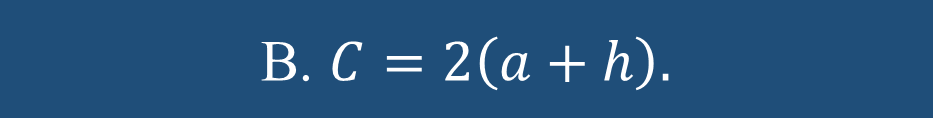 B. C = 2(a + h).